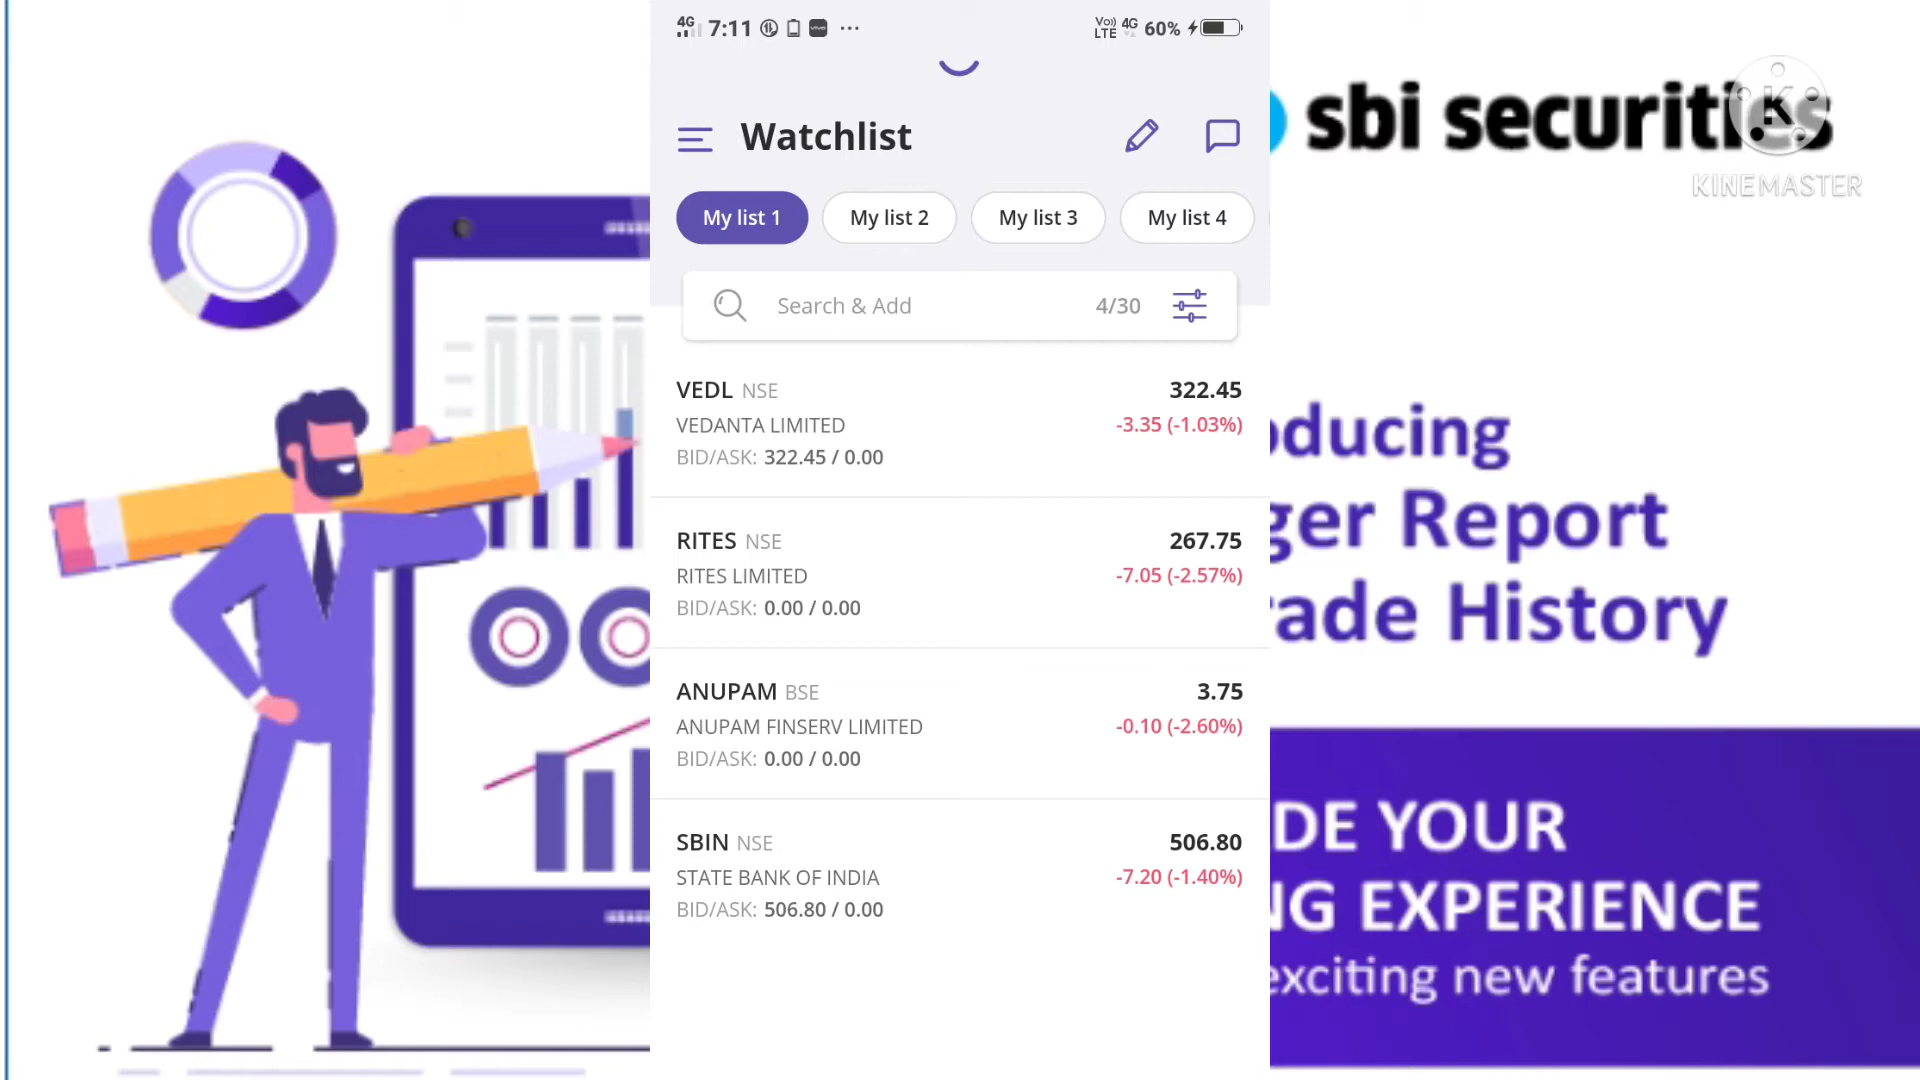 4G 7:11 vivo ... Vo) LTE 4G 60%
Watchlist
sbi securities
KINEMASTER
My list 1 My list 2 My list 3 My list 4
Search & Add 4/30
VEDL NSE 322.45
VEDANTA LIMITED -3.35 (-1.03%)
BID/ASK: 322.45 / 0.00
RITES NSE 267.75
RITES LIMITED -7.05 (-2.57%)
BID/ASK: 0.00 / 0.00
ANUPAM BSE 3.75
ANUPAM FINSERV LIMITED -0.10 (-2.60%)
BID/ASK: 0.00 / 0.00
SBIN NSE 506.80
STATE BANK OF INDIA -7.20 (-1.40%)
BID/ASK: 506.80 / 0.00
oducing
ger Report
rade History
DE YOUR
NG EXPERIENCE
exciting new features